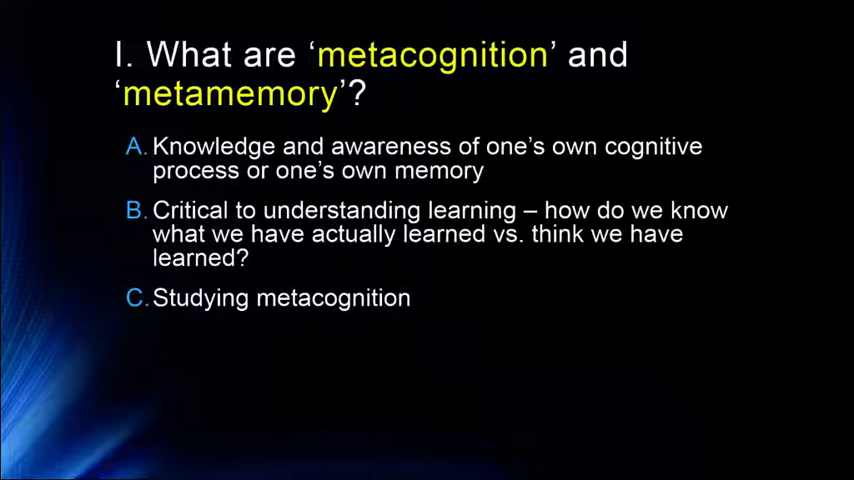 I. What are ‘metacognition’ and
‘metamemory’?
A. Knowledge and awareness of one’s own cognitive
process or one’s own memory
B. Critical to understanding learning – how do we know
what we have actually learned vs. think we have
learned?
C. Studying metacognition